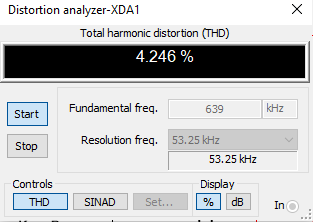 Distortion analyzer-XDA1
Total harmonic distortion (THD)
4.246 %
Start
Stop
Fundamental freq. 639 kHz
Resolution freq. 53.25 kHz
53.25 kHz
Controls Display
THD SINAD Set... % dB In